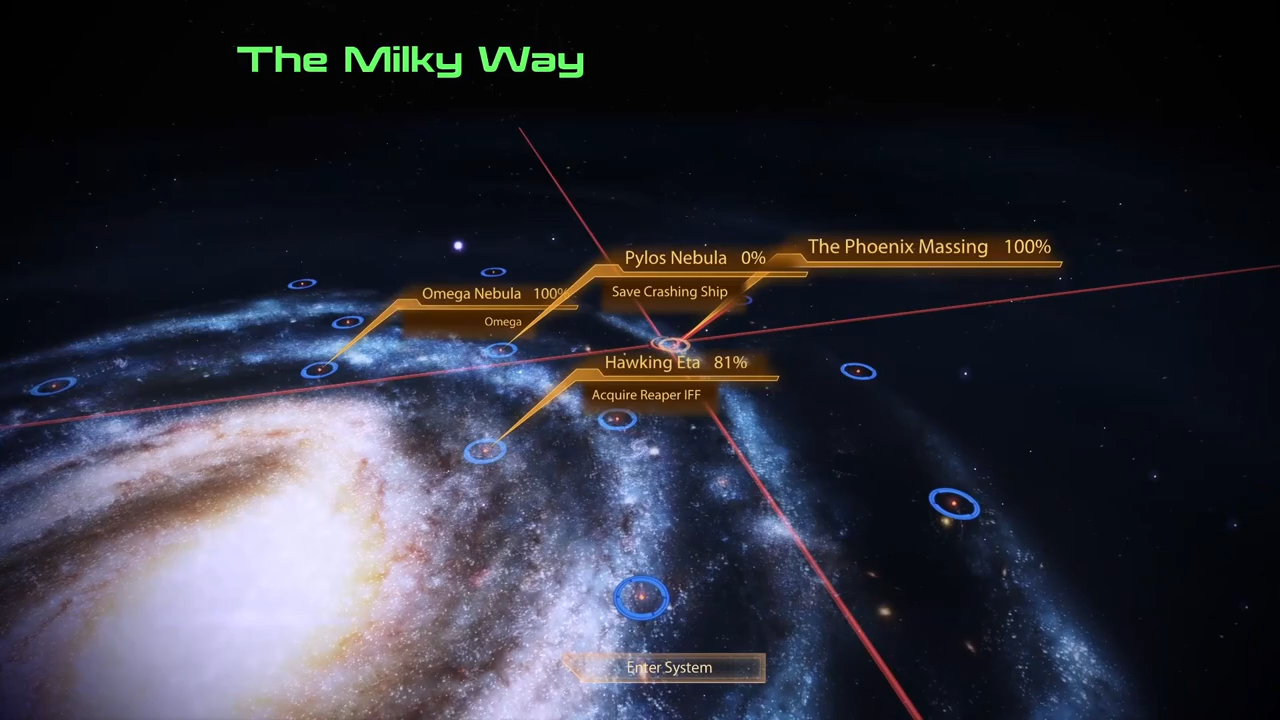 The Milky Way
The Phoenix Massing 100%
Pylos Nebula 0%
Save Crashing Ship
Omega Nebula 100%
Omega
Hawking Eta 81%
Acquire Reaper IFF
Enter System